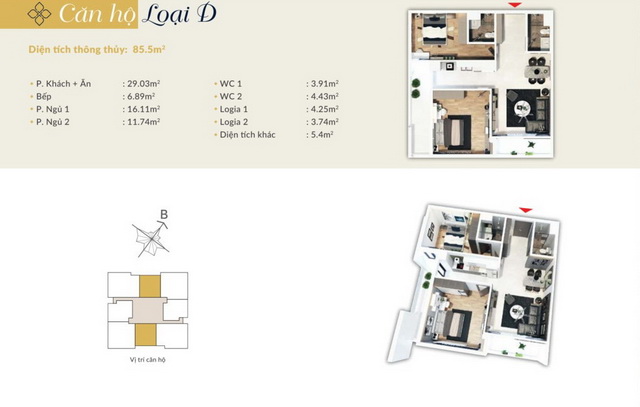 Căn hộ Loại D
Diện tích thông thủy: 85.5m²
• P. Khách + Ăn : 29.03m²
• Bếp : 6.89m²
• P. Ngủ 1 : 16.11m²
• P. Ngủ 2 : 11.74m²
• WC 1 : 3.91m²
• WC 2 : 4.43m²
• Logia 1 : 4.25m²
• Logia 2 : 3.74m²
• Diện tích khác : 5.4m²
B
Vị trí căn hộ